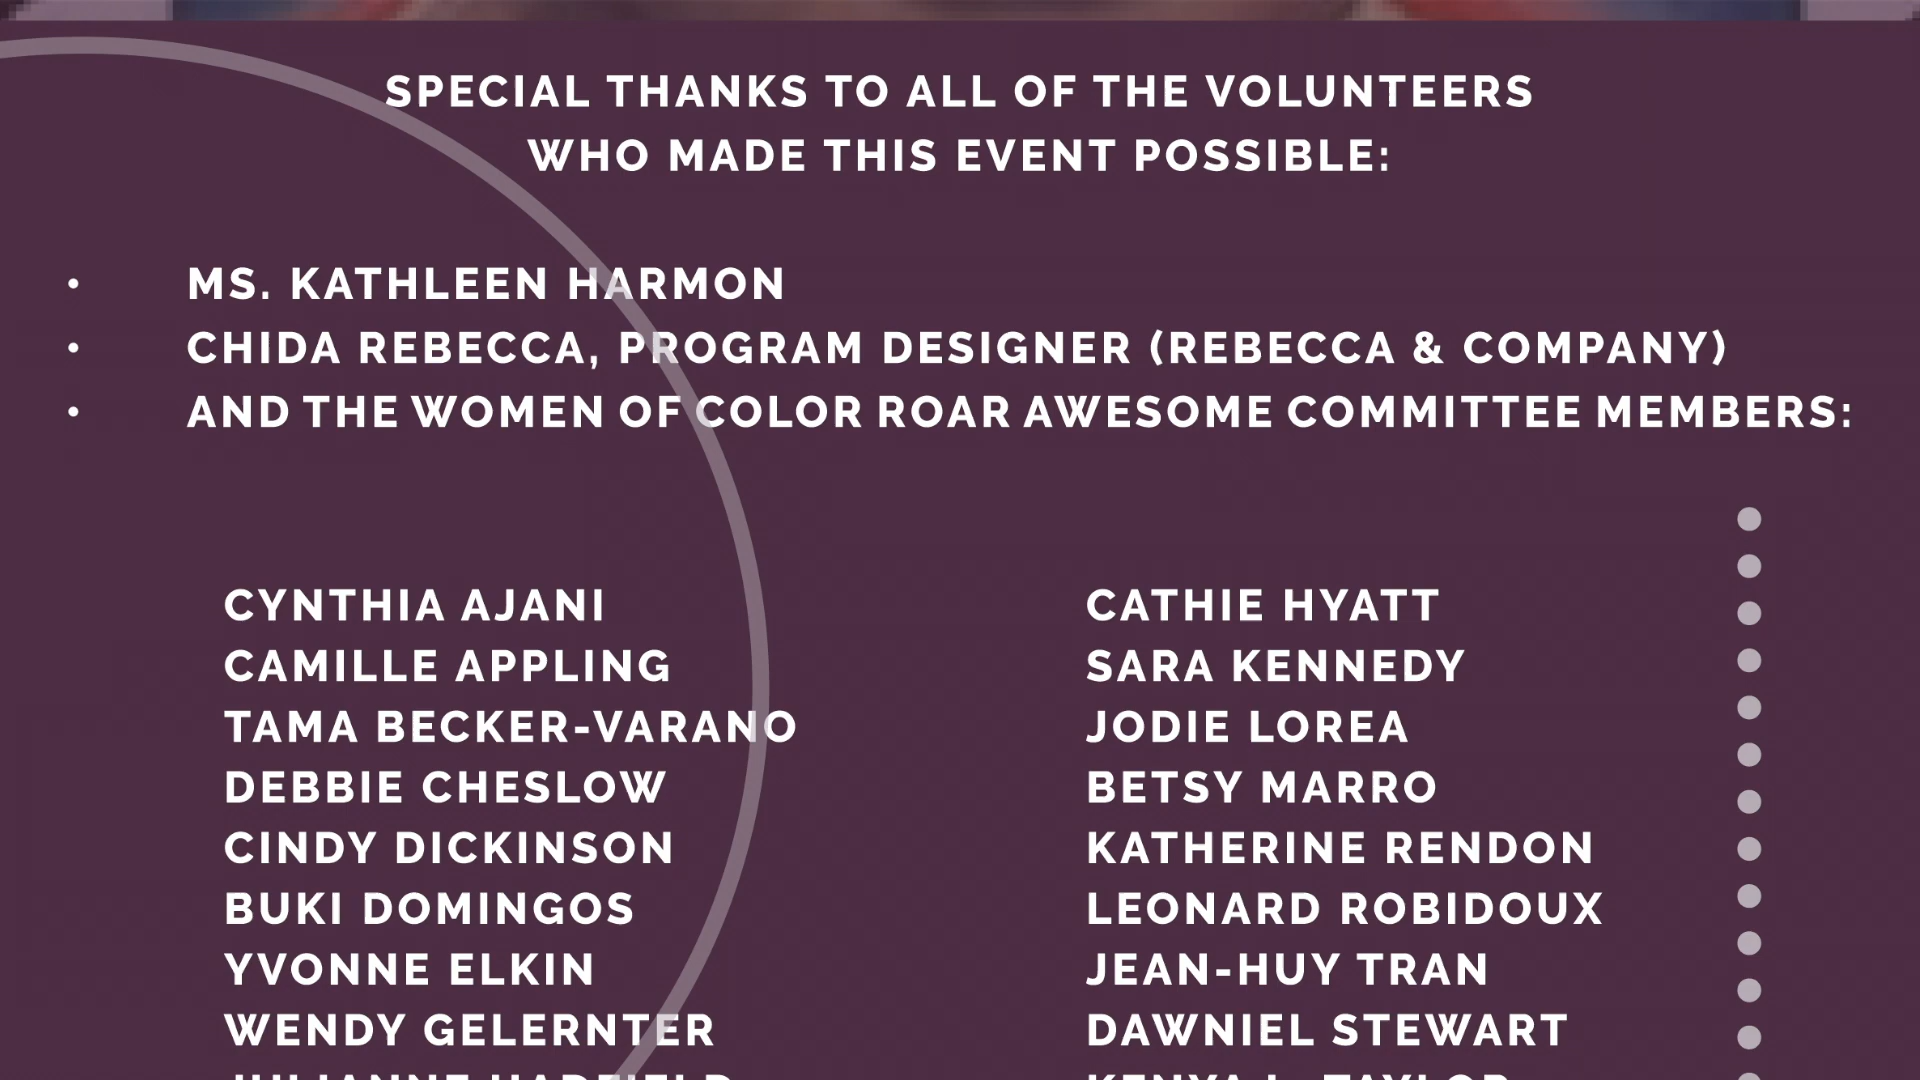 SPECIAL THANKS TO ALL OF THE VOLUNTEERS
WHO MADE THIS EVENT POSSIBLE:
• MS. KATHLEEN HARMON
• CHIDA REBECCA, PROGRAM DESIGNER (REBECCA & COMPANY)
• AND THE WOMEN OF COLOR ROAR AWESOME COMMITTEE MEMBERS:
CYNTHIA AJANI
CAMILLE APPLING
TAMA BECKER-VARANO
DEBBIE CHESLOW
CINDY DICKINSON
BUKI DOMINGOS
YVONNE ELKIN
WENDY GELERNTER
CATHIE HYATT
SARA KENNEDY
JODIE LOREA
BETSY MARRO
KATHERINE RENDON
LEONARD ROBIDOUX
JEAN-HUY TRAN
DAWNIEL STEWART